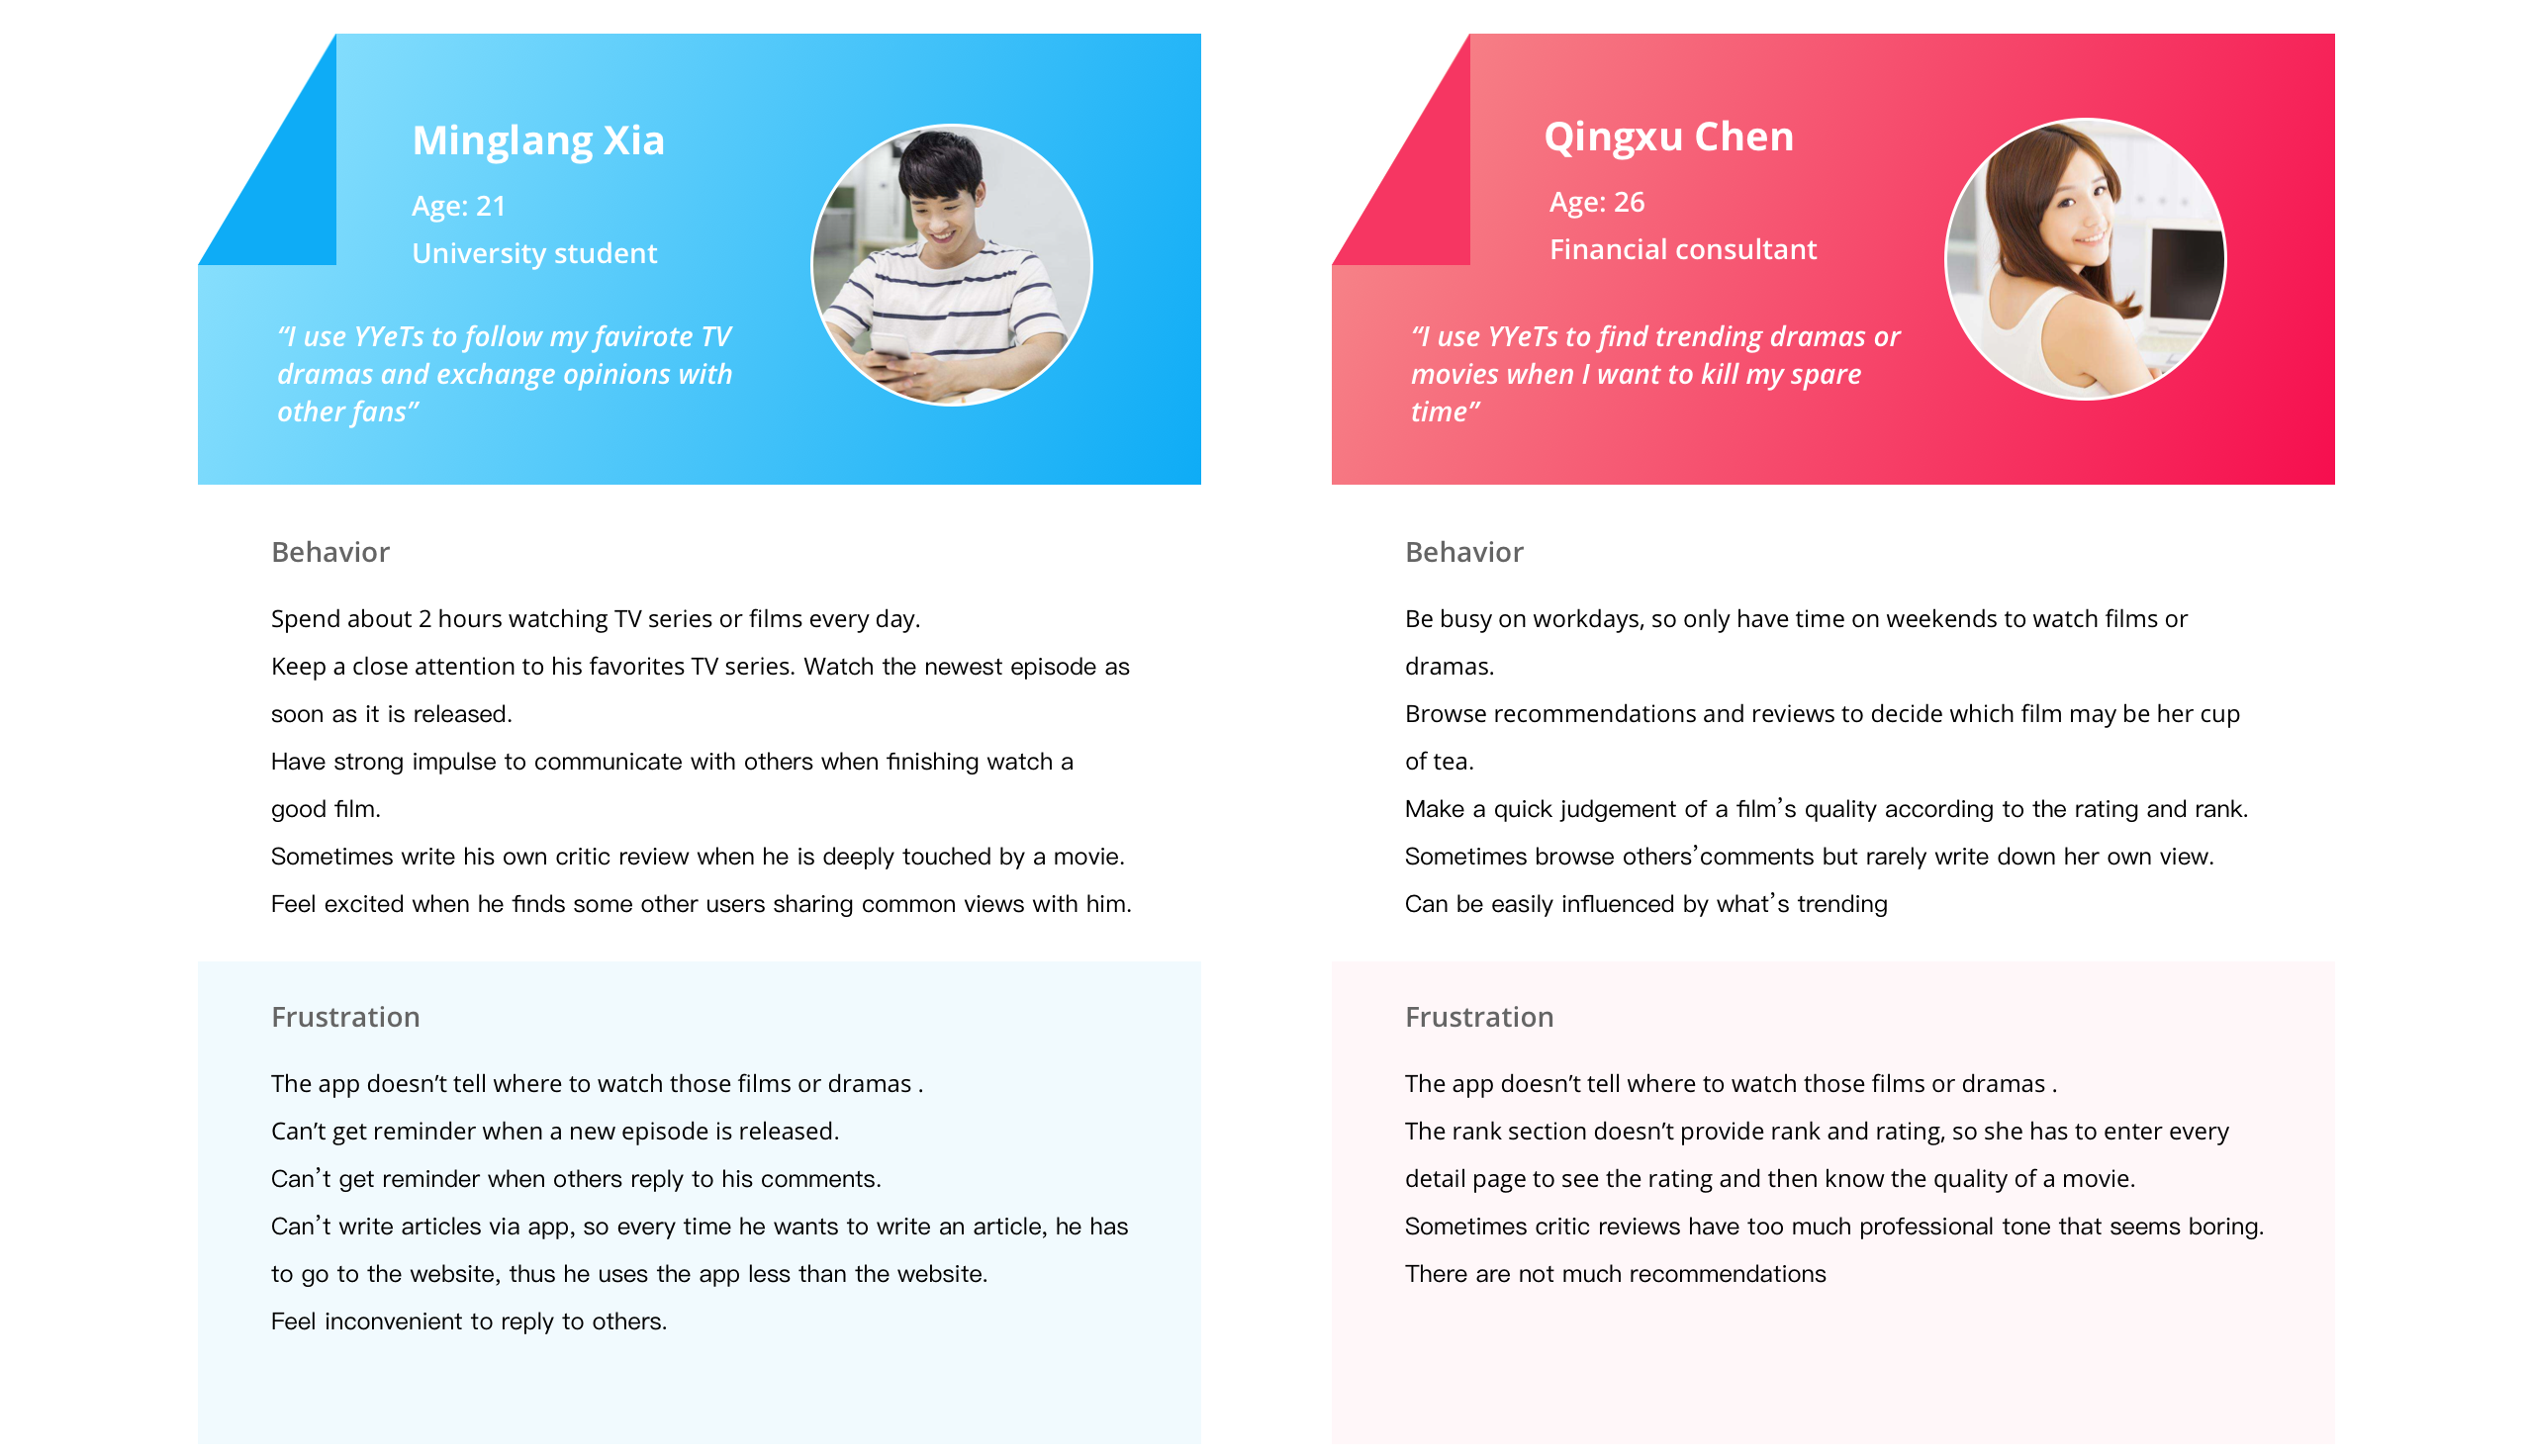 Minglang Xia
Age: 21
University student
“I use YYeTs to follow my favirote TV
dramas and exchange opinions with
other fans”
Behavior
Spend about 2 hours watching TV series or films every day.
Keep a close attention to his favorites TV series. Watch the newest episode as
soon as it is released.
Have strong impulse to communicate with others when finishing watch a
good film.
Sometimes write his own critic review when he is deeply touched by a movie.
Feel excited when he finds some other users sharing common views with him.
Frustration
The app doesn’t tell where to watch those films or dramas .
Can’t get reminder when a new episode is released.
Can’t get reminder when others reply to his comments.
Can’t write articles via app, so every time he wants to write an article, he has
to go to the website, thus he uses the app less than the website.
Feel inconvenient to reply to others.
Qingxu Chen
Age: 26
Financial consultant
“I use YYeTs to find trending dramas or
movies when I want to kill my spare
time”
Behavior
Be busy on workdays, so only have time on weekends to watch films or
dramas.
Browse recommendations and reviews to decide which film may be her cup
of tea.
Make a quick judgement of a film’s quality according to the rating and rank.
Sometimes browse others’comments but rarely write down her own view.
Can be easily influenced by what’s trending
Frustration
The app doesn’t tell where to watch those films or dramas .
The rank section doesn’t provide rank and rating, so she has to enter every
detail page to see the rating and then know the quality of a movie.
Sometimes critic reviews have too much professional tone that seems boring.
There are not much recommendations